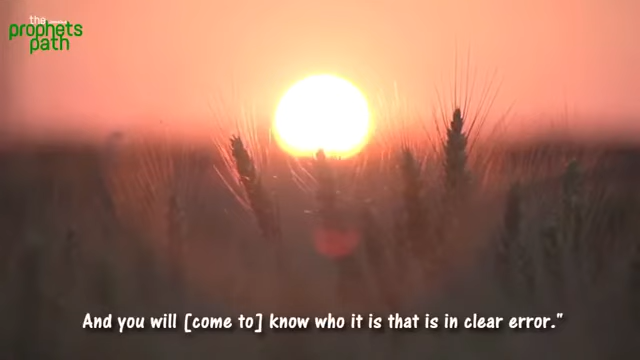 the
prophets
path
And you will [come to] know who it is that is in clear error."